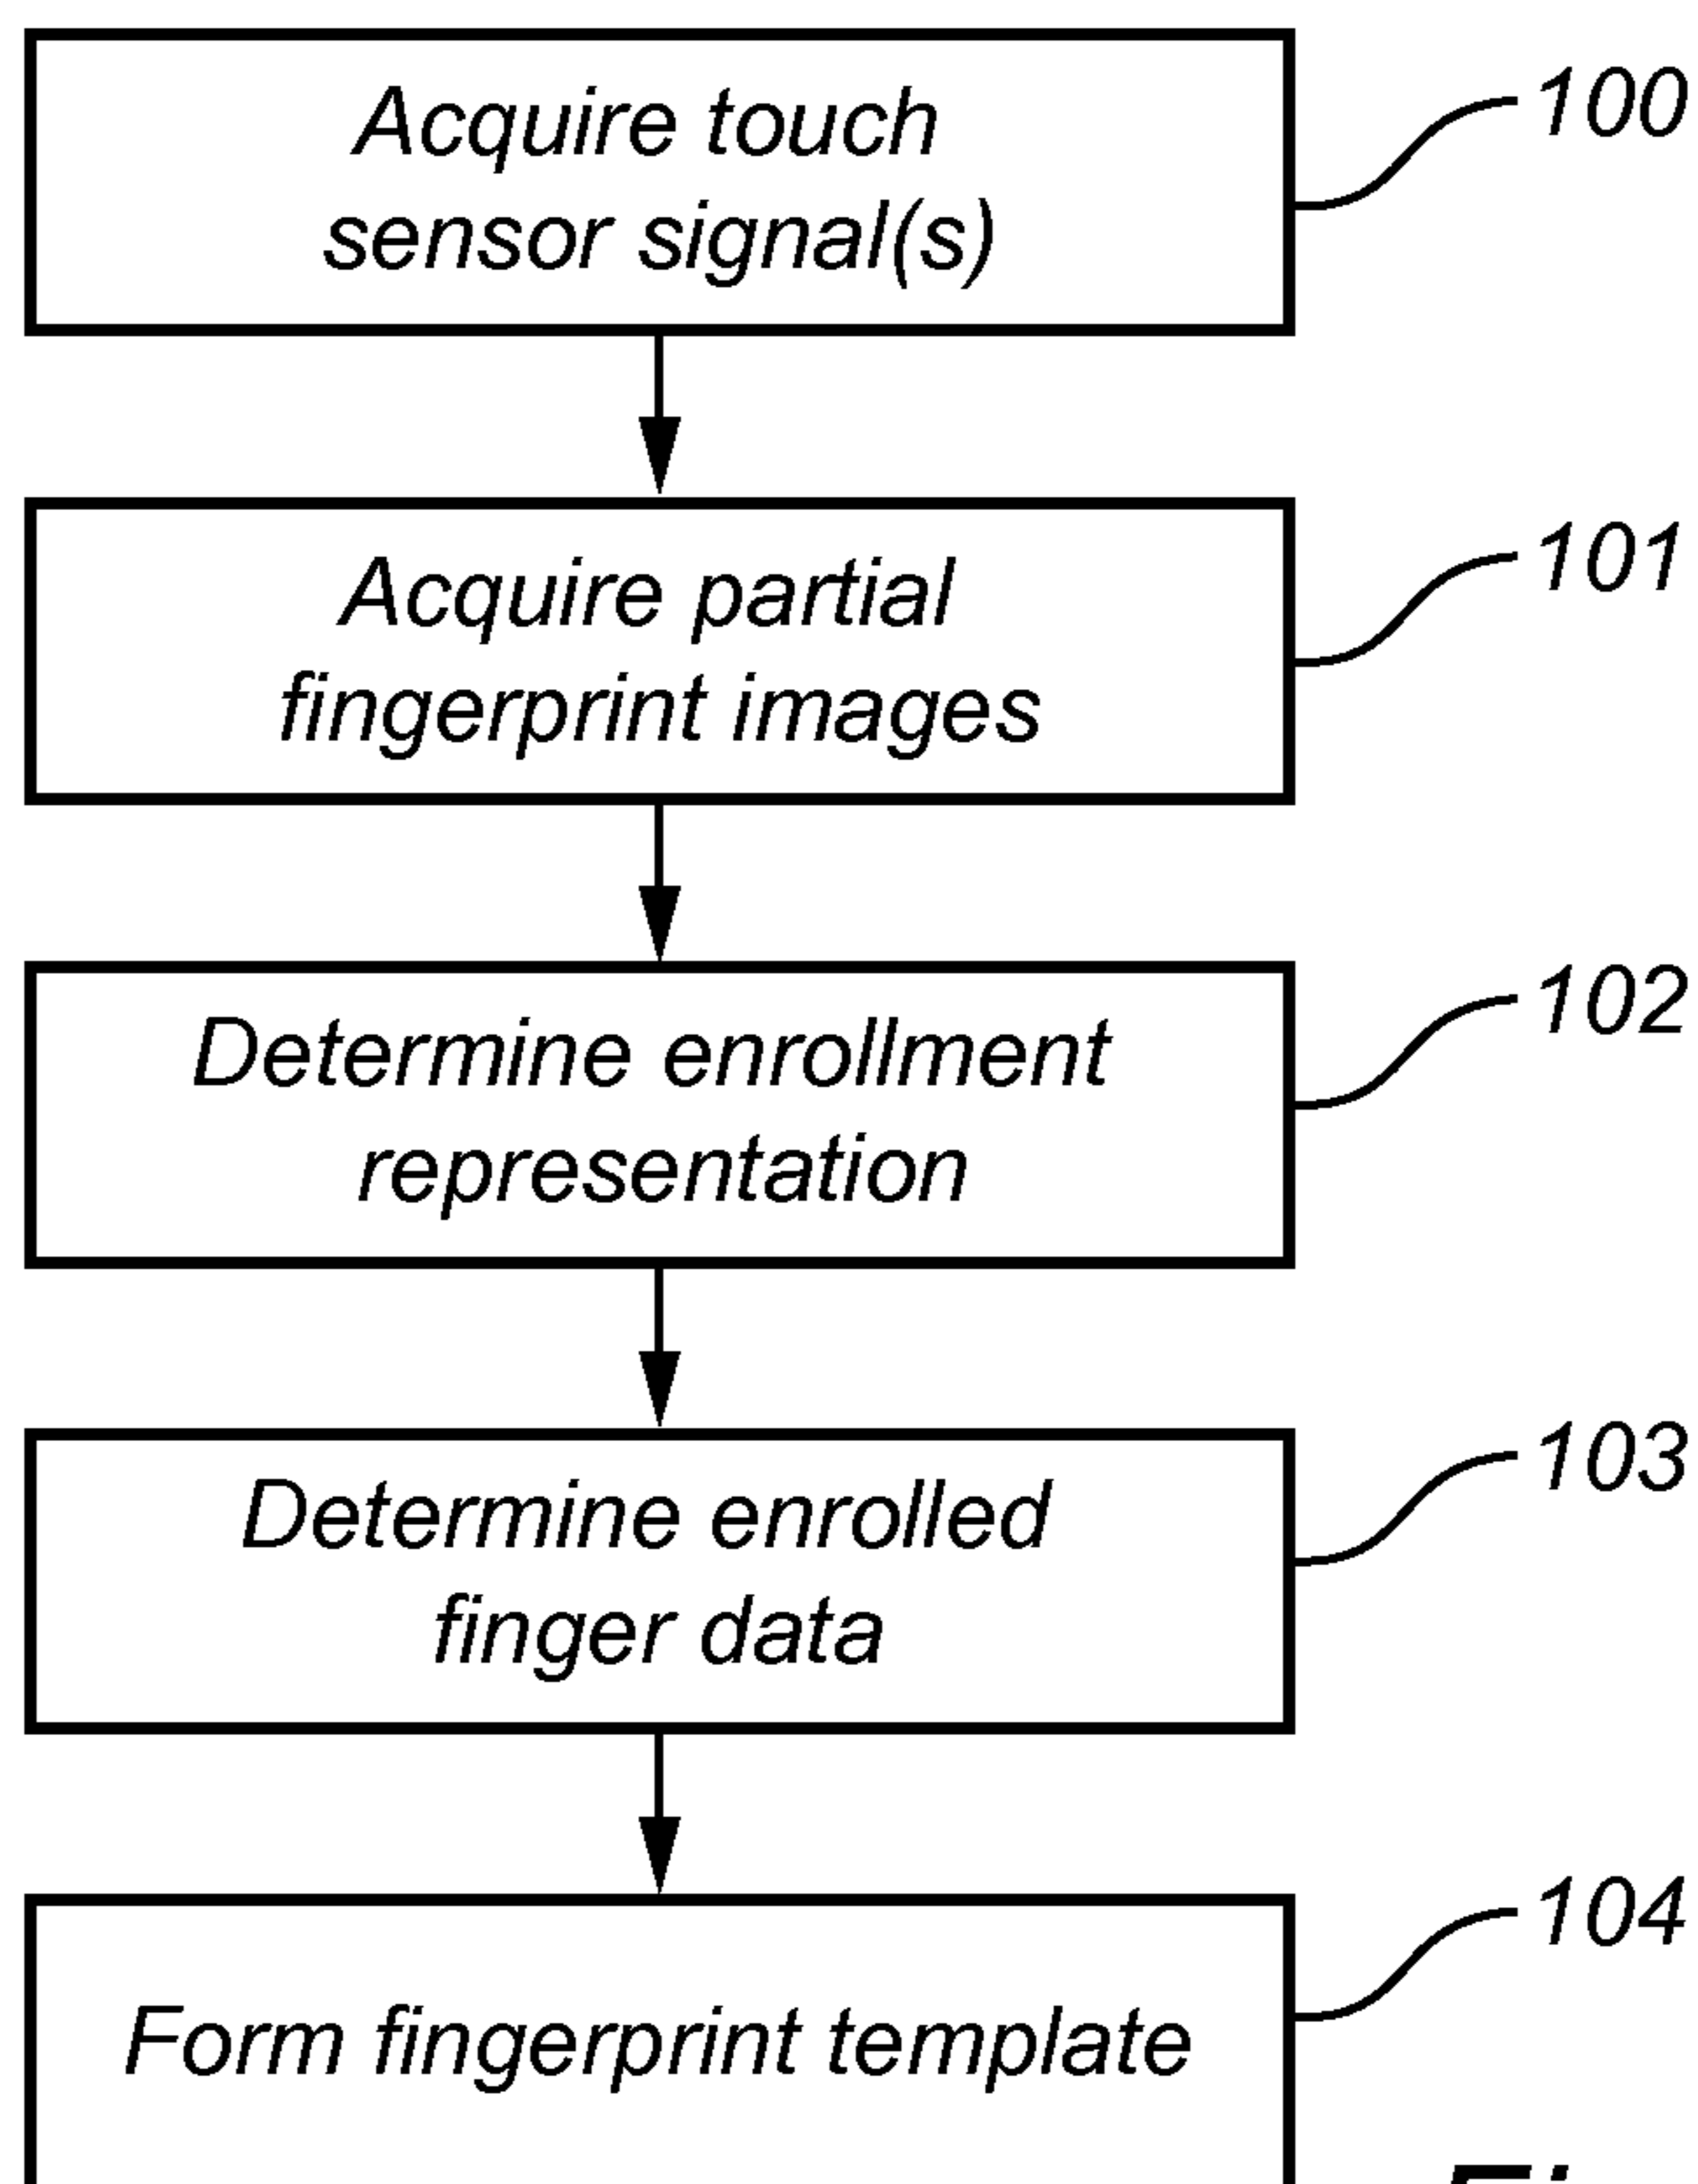 Acquire touch
sensor signal(s)
100
Acquire partial
fingerprint images
101
Determine enrollment
representation
102
Determine enrolled
finger data
103
Form fingerprint template
104